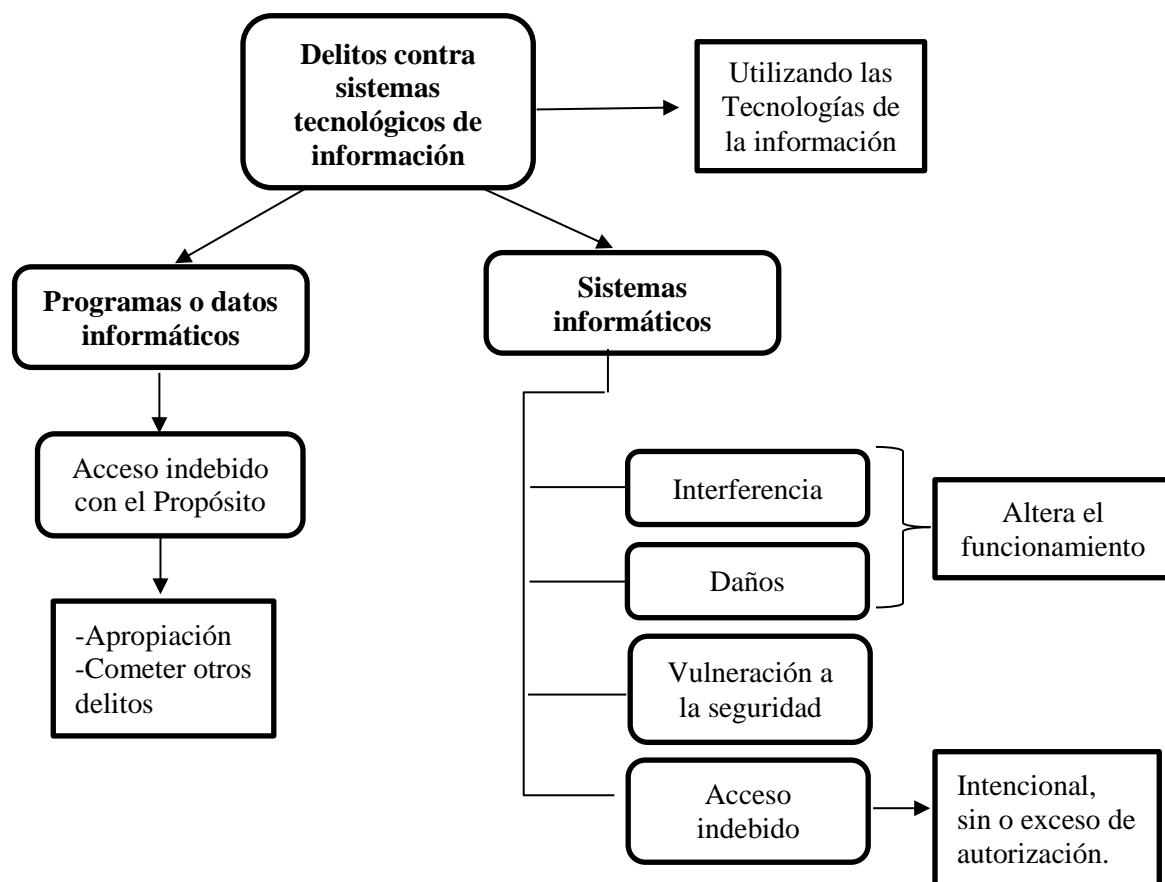 Delitos contra
sistemas
tecnológicos de
información
Utilizando las
Tecnologías de
la información
Programas o datos
informáticos
Sistemas
informáticos
Acceso indebido
con el Propósito
-Apropiación
-Cometer otros
delitos
Interferencia
Daños
Altera el
funcionamiento
Vulneración a
la seguridad
Acceso
indebido
Intencional,
sin o exceso de
autorización.